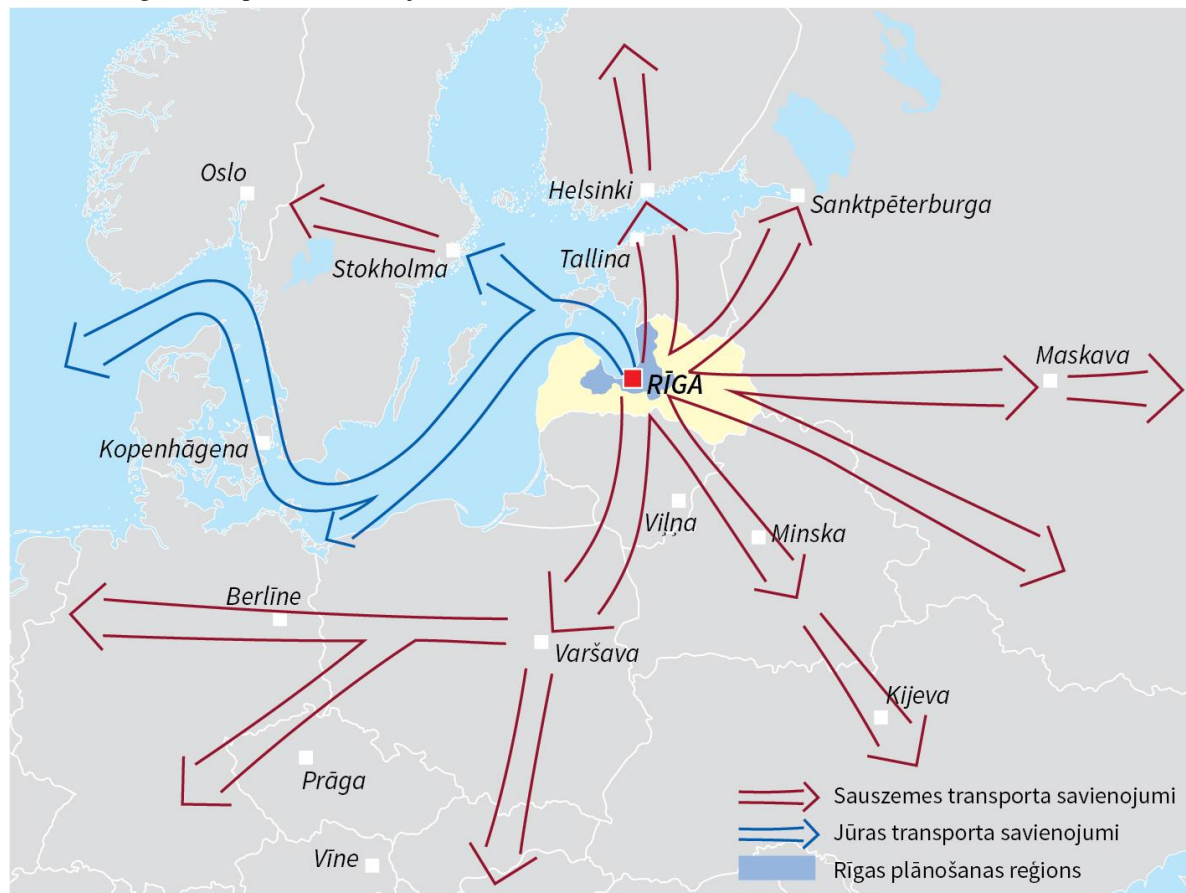 Oslo
Helsinki
Sanktpēterburga
Tallina
Stokholma
Maskava
RĪGA
Kopenhāgena
Viļņa
Minska
Berlīne
Varšava
Kijeva
Prāga
Vīne
Sauszemes transporta savienojumi
Jūras transporta savienojumi
Rīgas plānošanas reģions